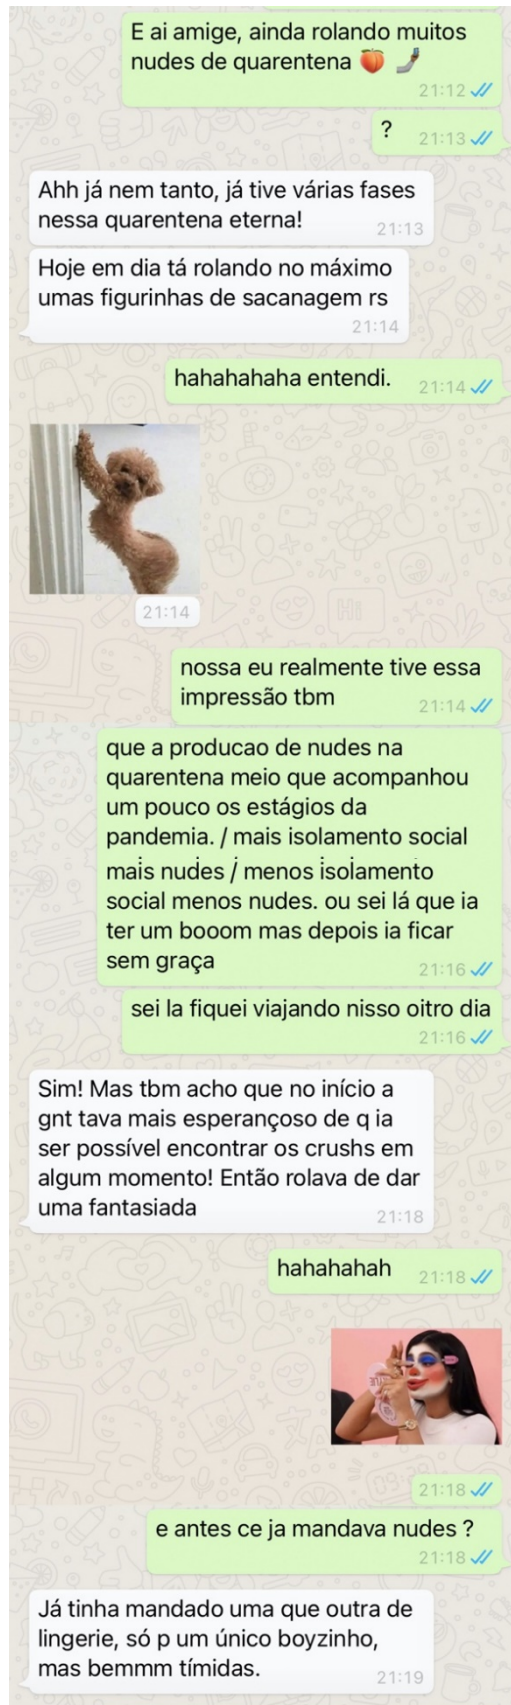 E ai amige, ainda rolando muitos
nudes de quarentena 🍑 🤳
21:12
?
21:13
Ahh já nem tanto, já tive várias fases
nessa quarentena eterna!
21:13
Hoje em dia tá rolando no máximo
umas figurinhas de sacanagem rs
21:14
hahahahaha entendi.
21:14
21:14
nossa eu realmente tive essa
impressão tbm
21:14
que a producao de nudes na
quarentena meio que acompanhou
um pouco os estágios da
pandemia. / mais isolamento social
mais nudes / menos isolamento
social menos nudes. ou sei lá que ia
ter um booom mas depois ia ficar
sem graça
21:16
sei la fiquei viajando nisso oitro dia
21:16
Sim! Mas tbm acho que no início a
gnt tava mais esperançoso de q ia
ser possível encontrar os crushs em
algum momento! Então rolava de dar
uma fantasiada
21:18
hahahahah
21:18
21:18
e antes ce ja mandava nudes ?
21:18
Já tinha mandado uma que outra de
lingerie, só p um único boyzinho,
mas bemmm tímidas.
21:19